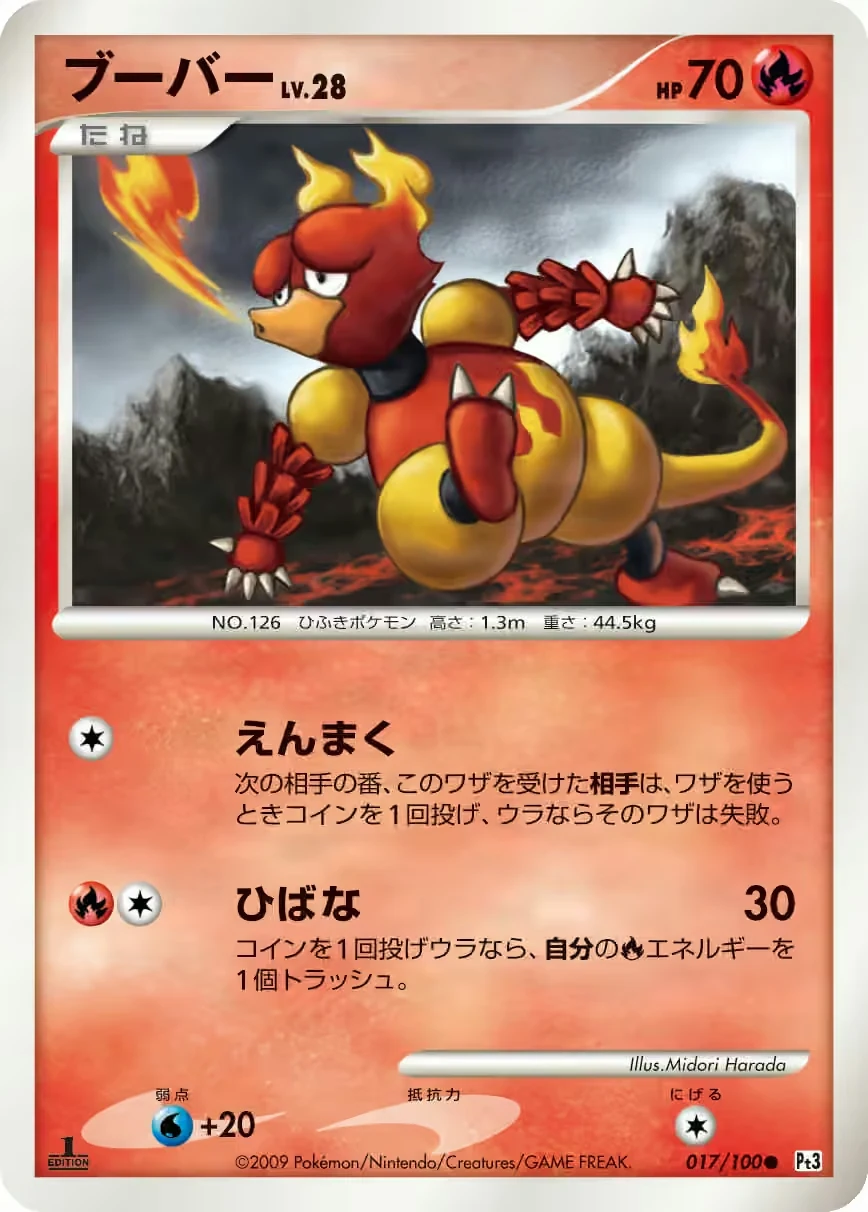 ブーバー LV.28 HP 70
たね
NO.126 ひふきポケモン 高さ：1.3m 重さ：44.5kg
えんまく
次の相手の番、このワザを受けた相手は、ワザを使う
ときコインを1回投げ、ウラならそのワザは失敗。
ひばな 30
コインを1回投げウラなら、自分のエネルギーを
1個トラッシュ。
Illus.Midori Harada
弱点 抵抗力 にげる
+20
1 EDITION
©2009 Pokémon/Nintendo/Creatures/GAME FREAK. 017/100● Pt3